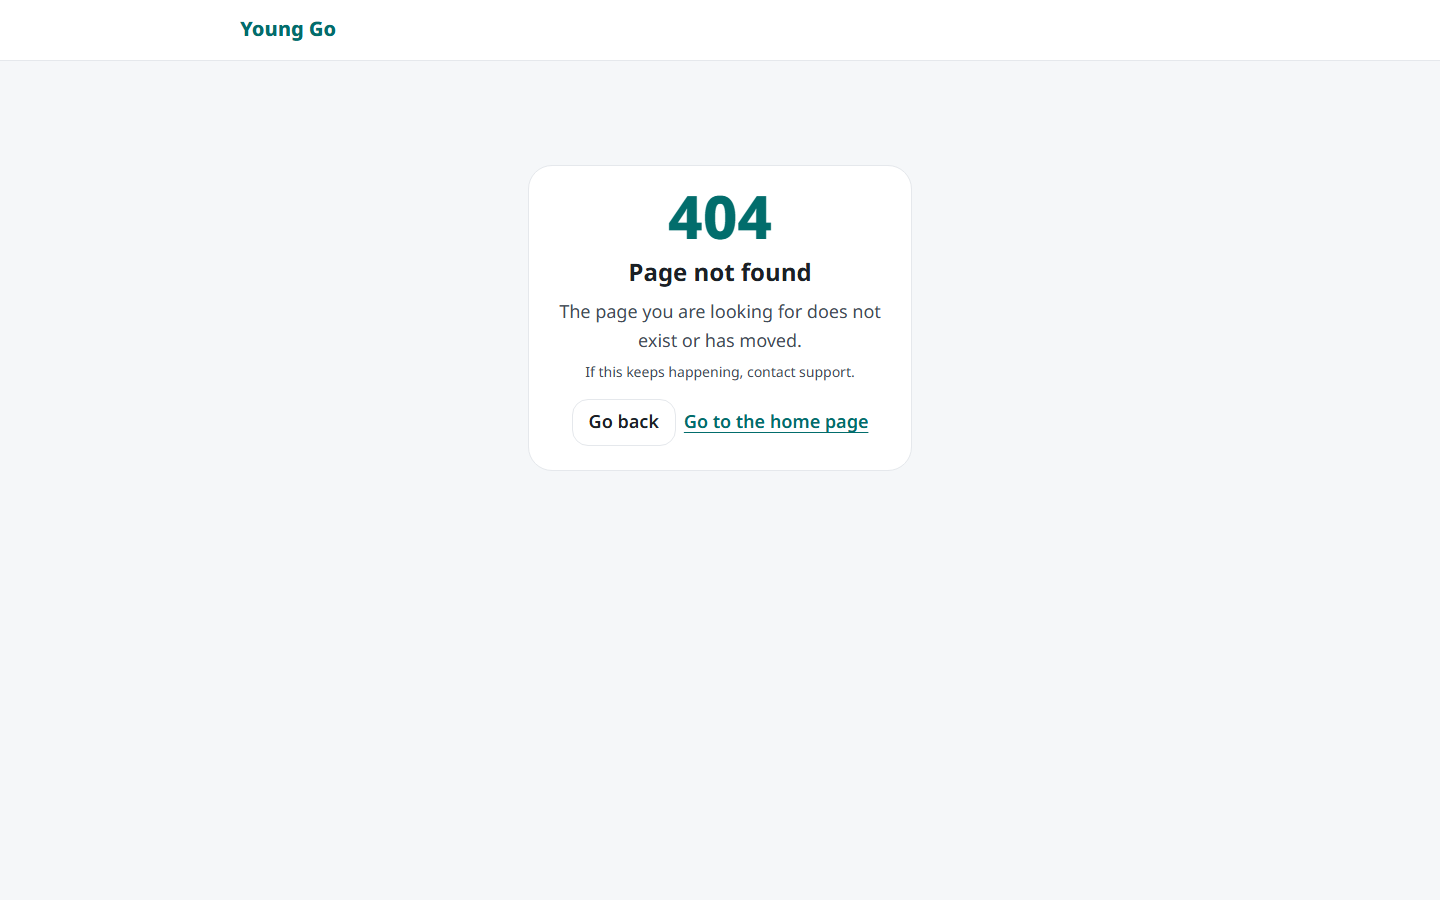 Young Go
404
Page not found
The page you are looking for does not
exist or has moved.
If this keeps happening, contact support.
Go back Go to the home page